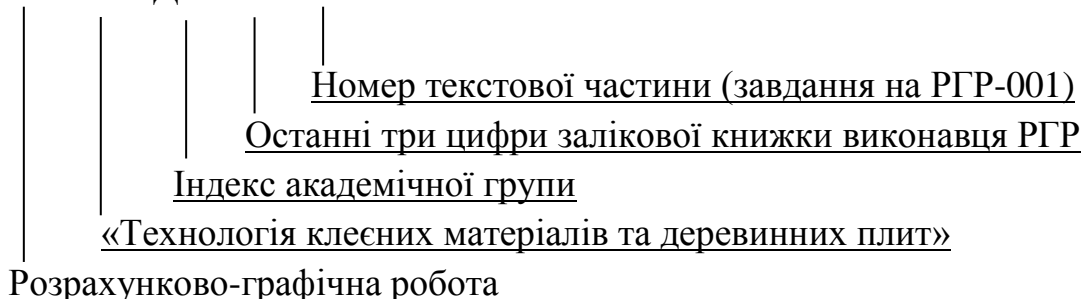 Номер текстової частини (завдання на РГР-001)
Останні три цифри залікової книжки виконавця РГР
Індекс академічної групи
«Технологія клеєних матеріалів та деревинних плит»
Розрахунково-графічна робота